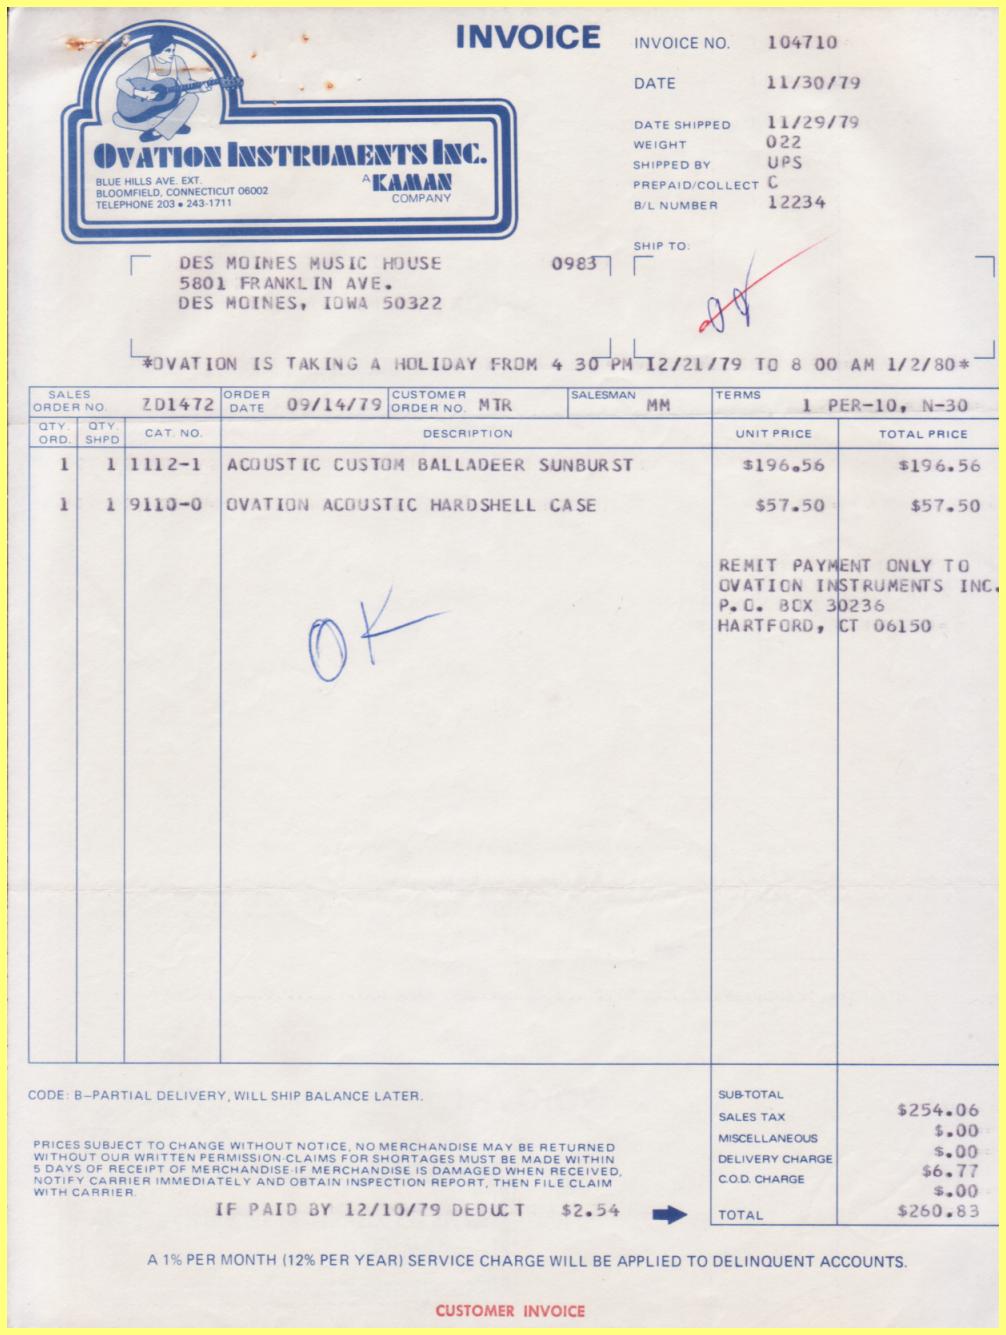 INVOICE
INVOICE NO. 104710
DATE 11/30/79
DATE SHIPPED 11/29/79
WEIGHT 022
SHIPPED BY UPS
PREPAID/COLLECT C
B/L NUMBER 12234
OVATION INSTRUMENTS INC.
BLUE HILLS AVE. EXT.
BLOOMFIELD, CONNECTICUT 06002
TELEPHONE 203 • 243-1711
A KAMAN
COMPANY
SHIP TO:
DES MOINES MUSIC HOUSE 0983
5801 FRANKLIN AVE.
DES MOINES, IOWA 50322
*OVATION IS TAKING A HOLIDAY FROM 4 30 PM 12/21/79 TO 8 00 AM 1/2/80*
SALES ORDER NO. ZD1472 ORDER DATE 09/14/79 CUSTOMER ORDER NO. MTR SALESMAN MM TERMS 1 PER-10, N-30
QTY. ORD. QTY. SHPD CAT. NO. DESCRIPTION UNIT PRICE TOTAL PRICE
1 1 1112-1 ACOUSTIC CUSTOM BALLADEER SUNBURST $196.56 $196.56
1 1 9110-0 OVATION ACOUSTIC HARDSHELL CASE $57.50 $57.50
REMIT PAYMENT ONLY TO
OVATION INSTRUMENTS INC.
P.O. BOX 30236
HARTFORD, CT 06150
OK
CODE: B-PARTIAL DELIVERY, WILL SHIP BALANCE LATER.
PRICES SUBJECT TO CHANGE WITHOUT NOTICE, NO MERCHANDISE MAY BE RETURNED
WITHOUT OUR WRITTEN PERMISSION-CLAIMS FOR SHORTAGES MUST BE MADE WITHIN
5 DAYS OF RECEIPT OF MERCHANDISE-IF MERCHANDISE IS DAMAGED WHEN RECEIVED,
NOTIFY CARRIER IMMEDIATELY AND OBTAIN INSPECTION REPORT, THEN FILE CLAIM
WITH CARRIER.
IF PAID BY 12/10/79 DEDUCT $2.54
SUB-TOTAL $254.06
SALES TAX $.00
MISCELLANEOUS $.00
DELIVERY CHARGE $6.77
C.O.D. CHARGE $.00
TOTAL $260.83
A 1% PER MONTH (12% PER YEAR) SERVICE CHARGE WILL BE APPLIED TO DELINQUENT ACCOUNTS.
CUSTOMER INVOICE